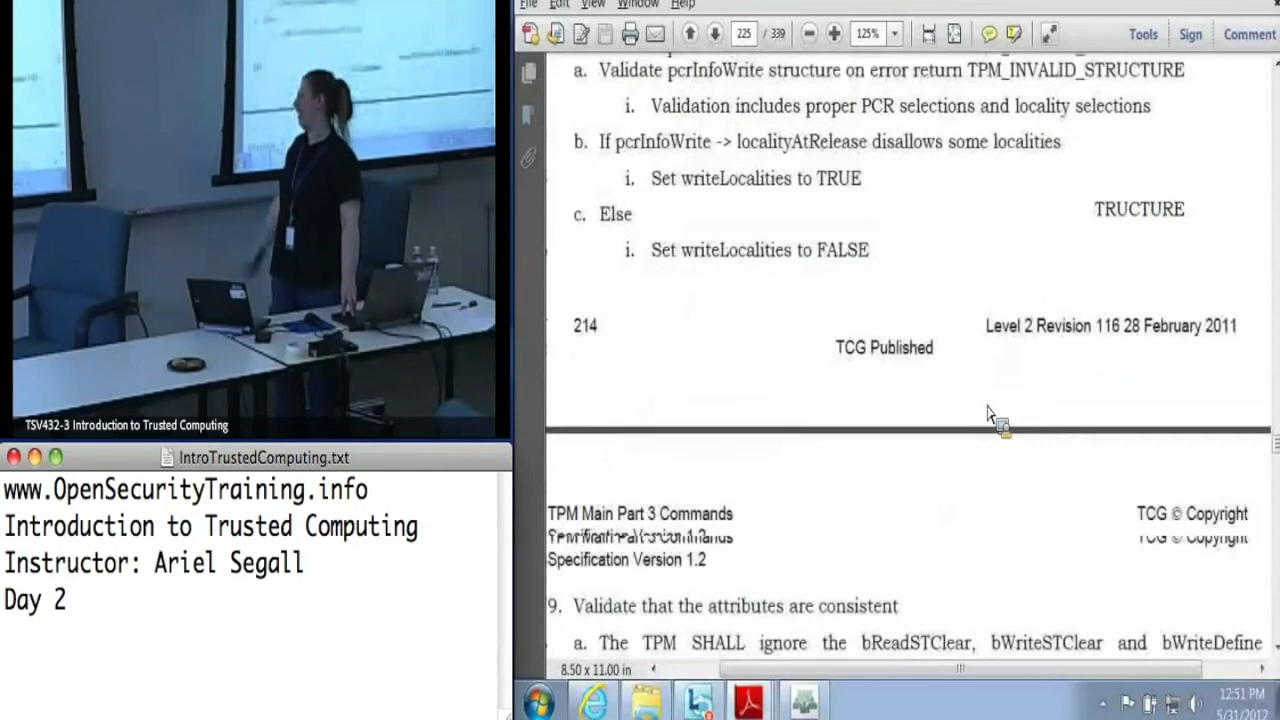 File Edit View Window Help
225 / 339
125%
Tools Sign Comment
a. Validate pcrInfoWrite structure on error return TPM_INVALID_STRUCTURE
i. Validation includes proper PCR selections and locality selections
b. If pcrInfoWrite -> localityAtRelease disallows some localities
i. Set writeLocalities to TRUE
c. Else
TRUCTURE
i. Set writeLocalities to FALSE
214
Level 2 Revision 116 28 February 2011
TCG Published
TPM Main Part 3 Commands
TCG © Copyright
TCG © Copyright
Specification Version 1.2
9. Validate that the attributes are consistent
a. The TPM SHALL ignore the bReadSTClear, bWriteSTClear and bWriteDefine
8.50 x 11.00 in
12:51 PM
5/31/2012
TSV432-3 Introduction to Trusted Computing
IntroTrustedComputing.txt
www.OpenSecurityTraining.info
Introduction to Trusted Computing
Instructor: Ariel Segall
Day 2